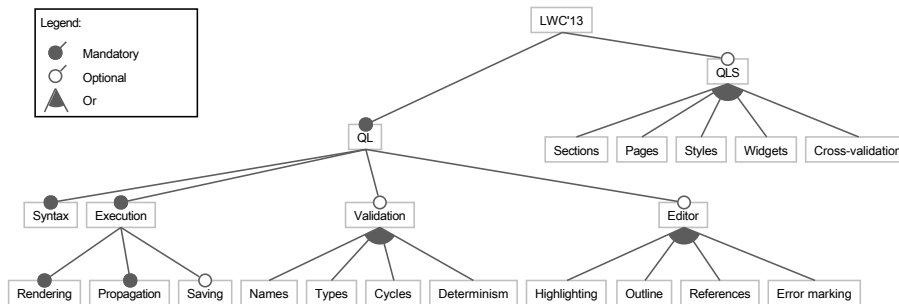 Legend:
Mandatory
Optional
Or
LWC'13
QLS
Sections Pages Styles Widgets Cross-validation
QL
Syntax Execution Validation Editor
Rendering Propagation Saving Names Types Cycles Determinism Highlighting Outline References Error marking